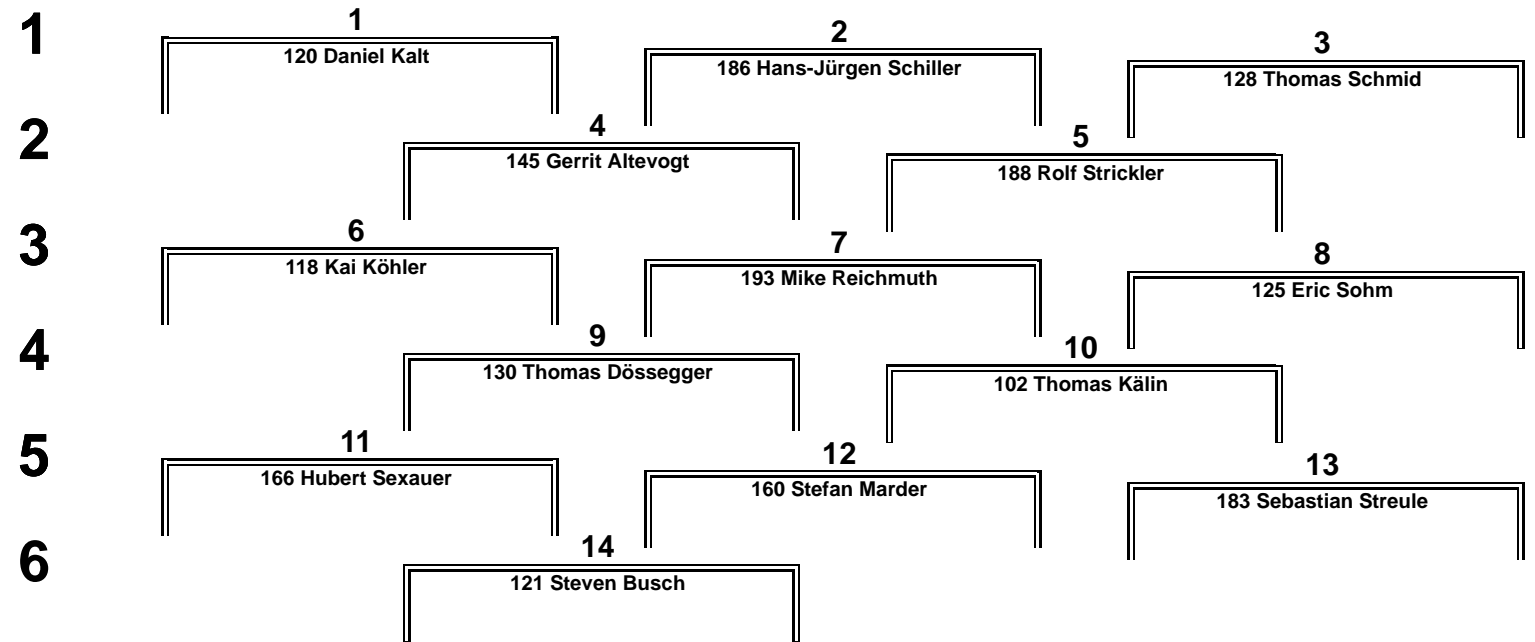 1
1
120 Daniel Kalt
2
186 Hans-Jürgen Schiller
3
128 Thomas Schmid
2
4
145 Gerrit Altevogt
5
188 Rolf Strickler
3
6
118 Kai Köhler
7
193 Mike Reichmuth
8
125 Eric Sohm
4
9
130 Thomas Dössegger
10
102 Thomas Kälin
5
11
166 Hubert Sexauer
12
160 Stefan Marder
13
183 Sebastian Streule
6
14
121 Steven Busch